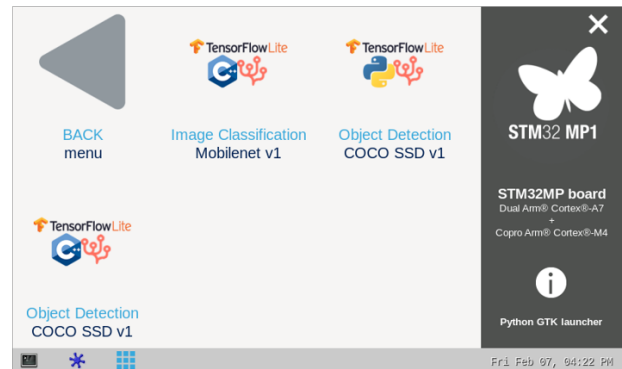 TensorFlowLite
Image Classification
Mobilenet v1
TensorFlowLite
Object Detection
COCO SSD v1
BACK
menu
TensorFlowLite
Object Detection
COCO SSD v1
STM32 MP1
STM32MP board
Dual Arm® Cortex®-A7
+
Copro Arm® Cortex®-M4
Python GTK launcher
Fri Feb 07, 04:22 PM